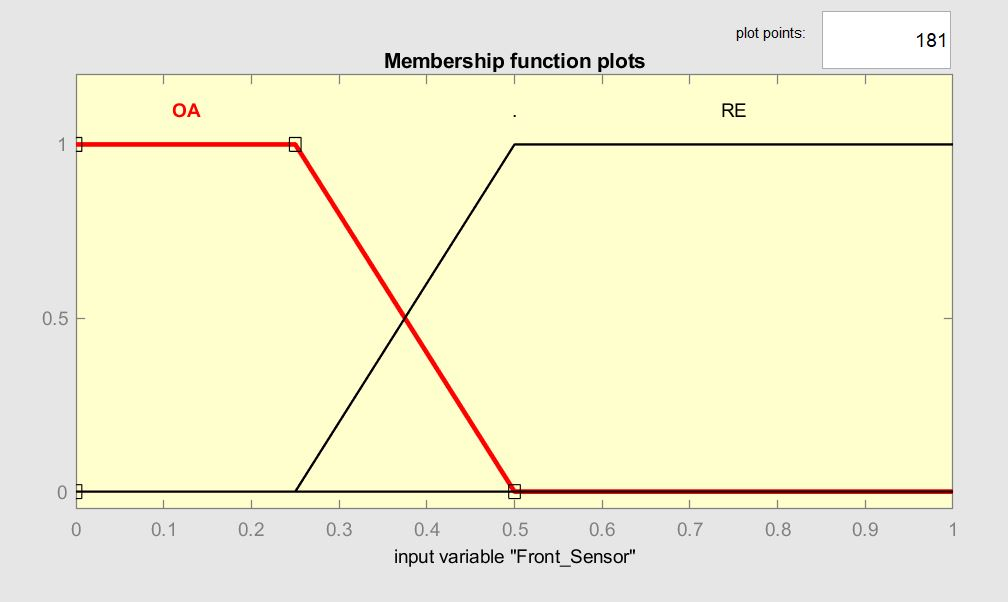 plot points: 181
Membership function plots
OA . RE
1
0.5
0
0 0.1 0.2 0.3 0.4 0.5 0.6 0.7 0.8 0.9 1
input variable "Front_Sensor"